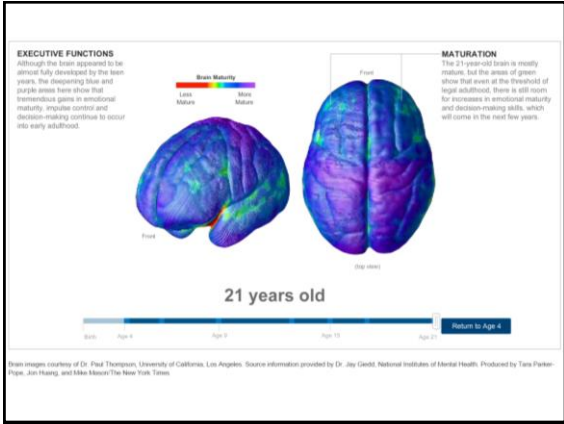 EXECUTIVE FUNCTIONS
Although the brain appeared to be
almost fully developed by the teen
years, the deepening blue and
purple areas here show that
tremendous gains in emotional
maturity, impulse control and
decision-making continue to occur
into early adulthood.
Brain Maturity
Less
Mature
More
Mature
MATURATION
The 21-year-old brain is mostly
mature, but the areas of green
show that even at the threshold of
legal adulthood, there is still room
for increases in emotional maturity
and decision-making skills, which
will come in the next few years.
Front
Front
(top view)
21 years old
Birth
Age 4
Age 21
Return to Age 4
Brain images courtesy of Dr. Paul Thompson, University of California, Los Angeles. Source information provided by Dr. Jay Giedd, National Institutes of Mental Health. Produced by Tara Parker-
Pope, Jon Huang, and Mike Mason/The New York Times